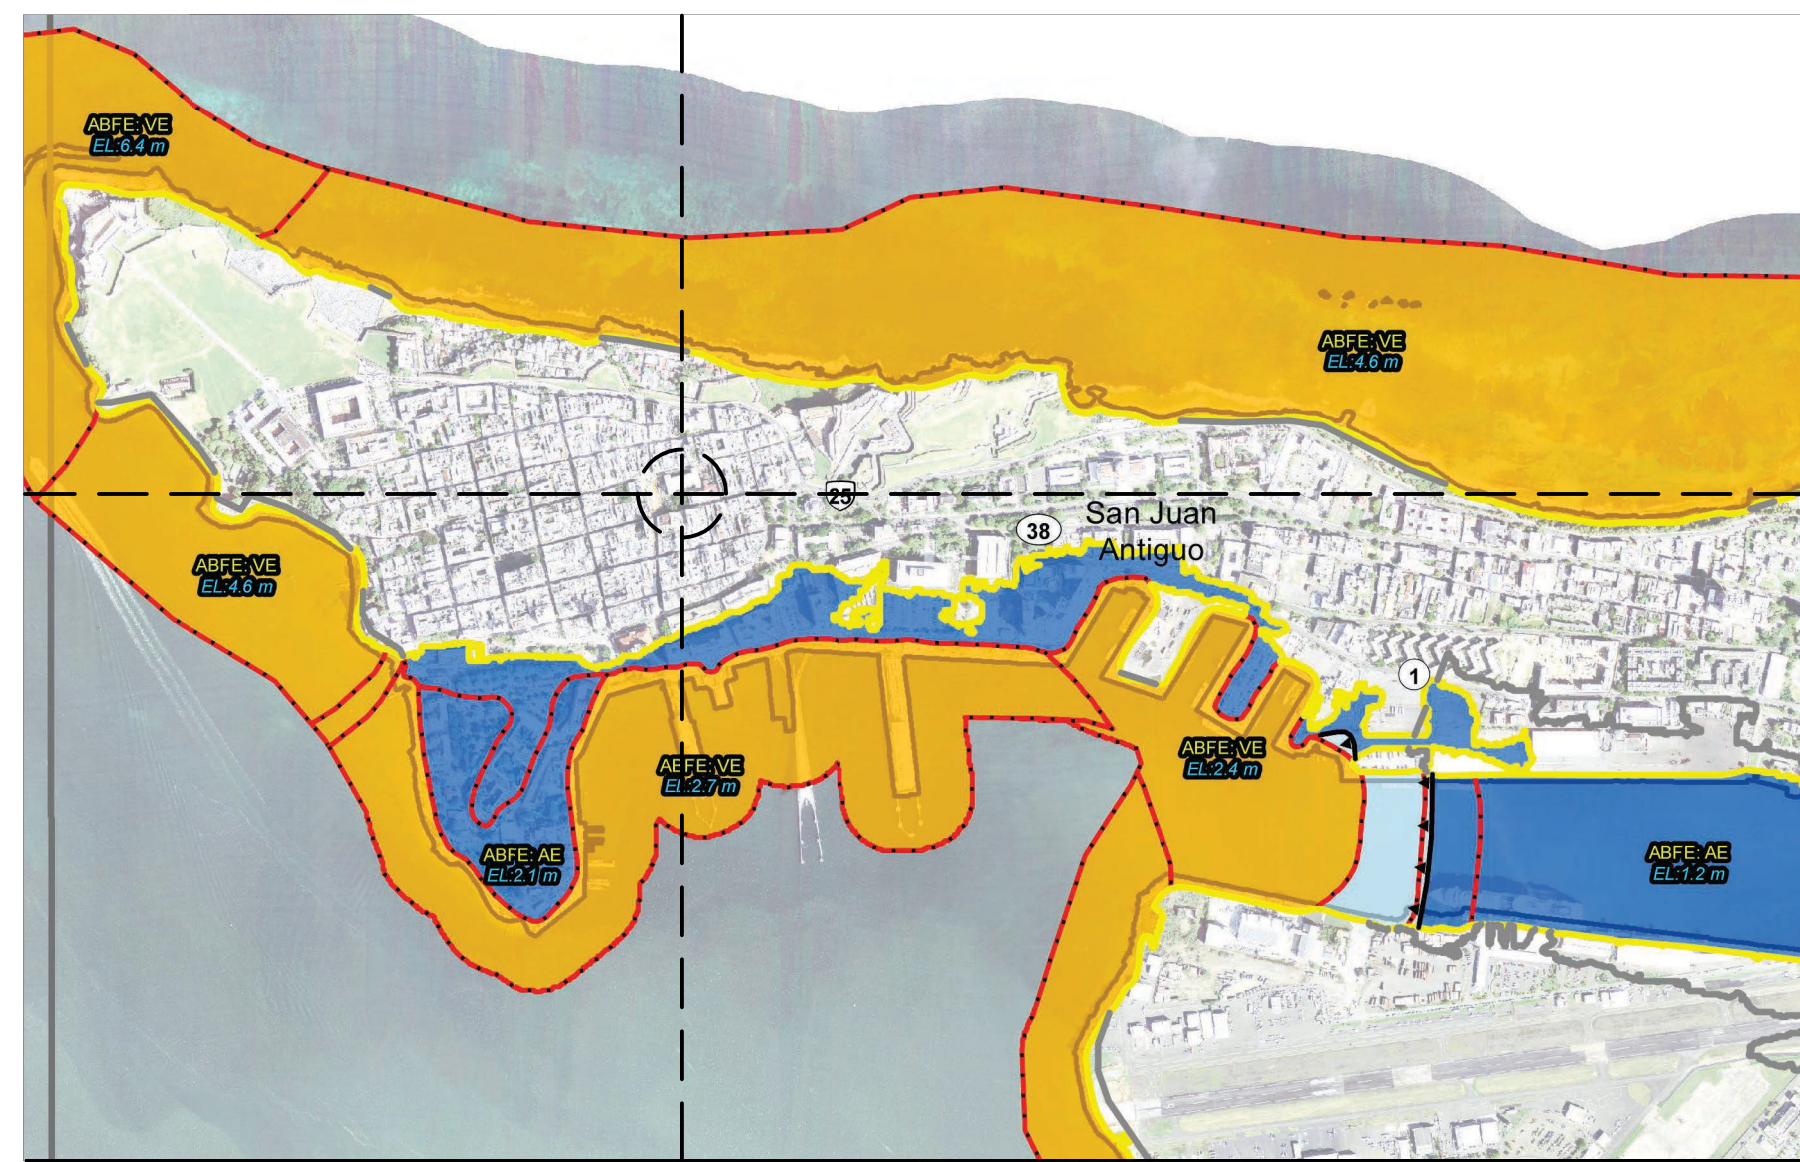 ABFE: VE
EL:6.4 m
ABFE: VE
EL:4.6 m
25
San Juan
38
Antiguo
ABFE: VE
EL:4.6 m
1
ABFE: VE
EL:2.4 m
ABFE: VE
EL:2.7 m
ABFE: AE
EL:2.1 m
ABFE: AE
EL:1.2 m